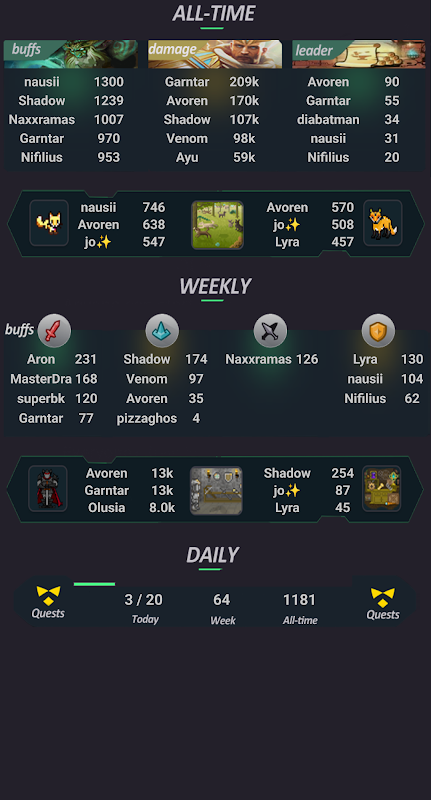 ALL-TIME
buffs damage leader
nausii 1300 Garntar 209k Avoren 90
Shadow 1239 Avoren 170k Garntar 55
Naxxramas 1007 Shadow 107k diabatman 34
Garntar 970 Venom 98k nausii 31
Nifilius 953 Ayu 59k Nifilius 20
nausii 746 Avoren 570
Avoren 638 jo✨ 508
jo✨ 547 Lyra 457
WEEKLY
buffs
Aron 231 Shadow 174 Naxxramas 126 Lyra 130
MasterDra 168 Venom 97 nausii 104
superbk 120 Avoren 35 Nifilius 62
Garntar 77 pizzaghos 4
Avoren 13k Shadow 254
Garntar 13k jo✨ 87
Olusia 8.0k Lyra 45
DAILY
3 / 20 64 1181
Quests Today Week All-time Quests